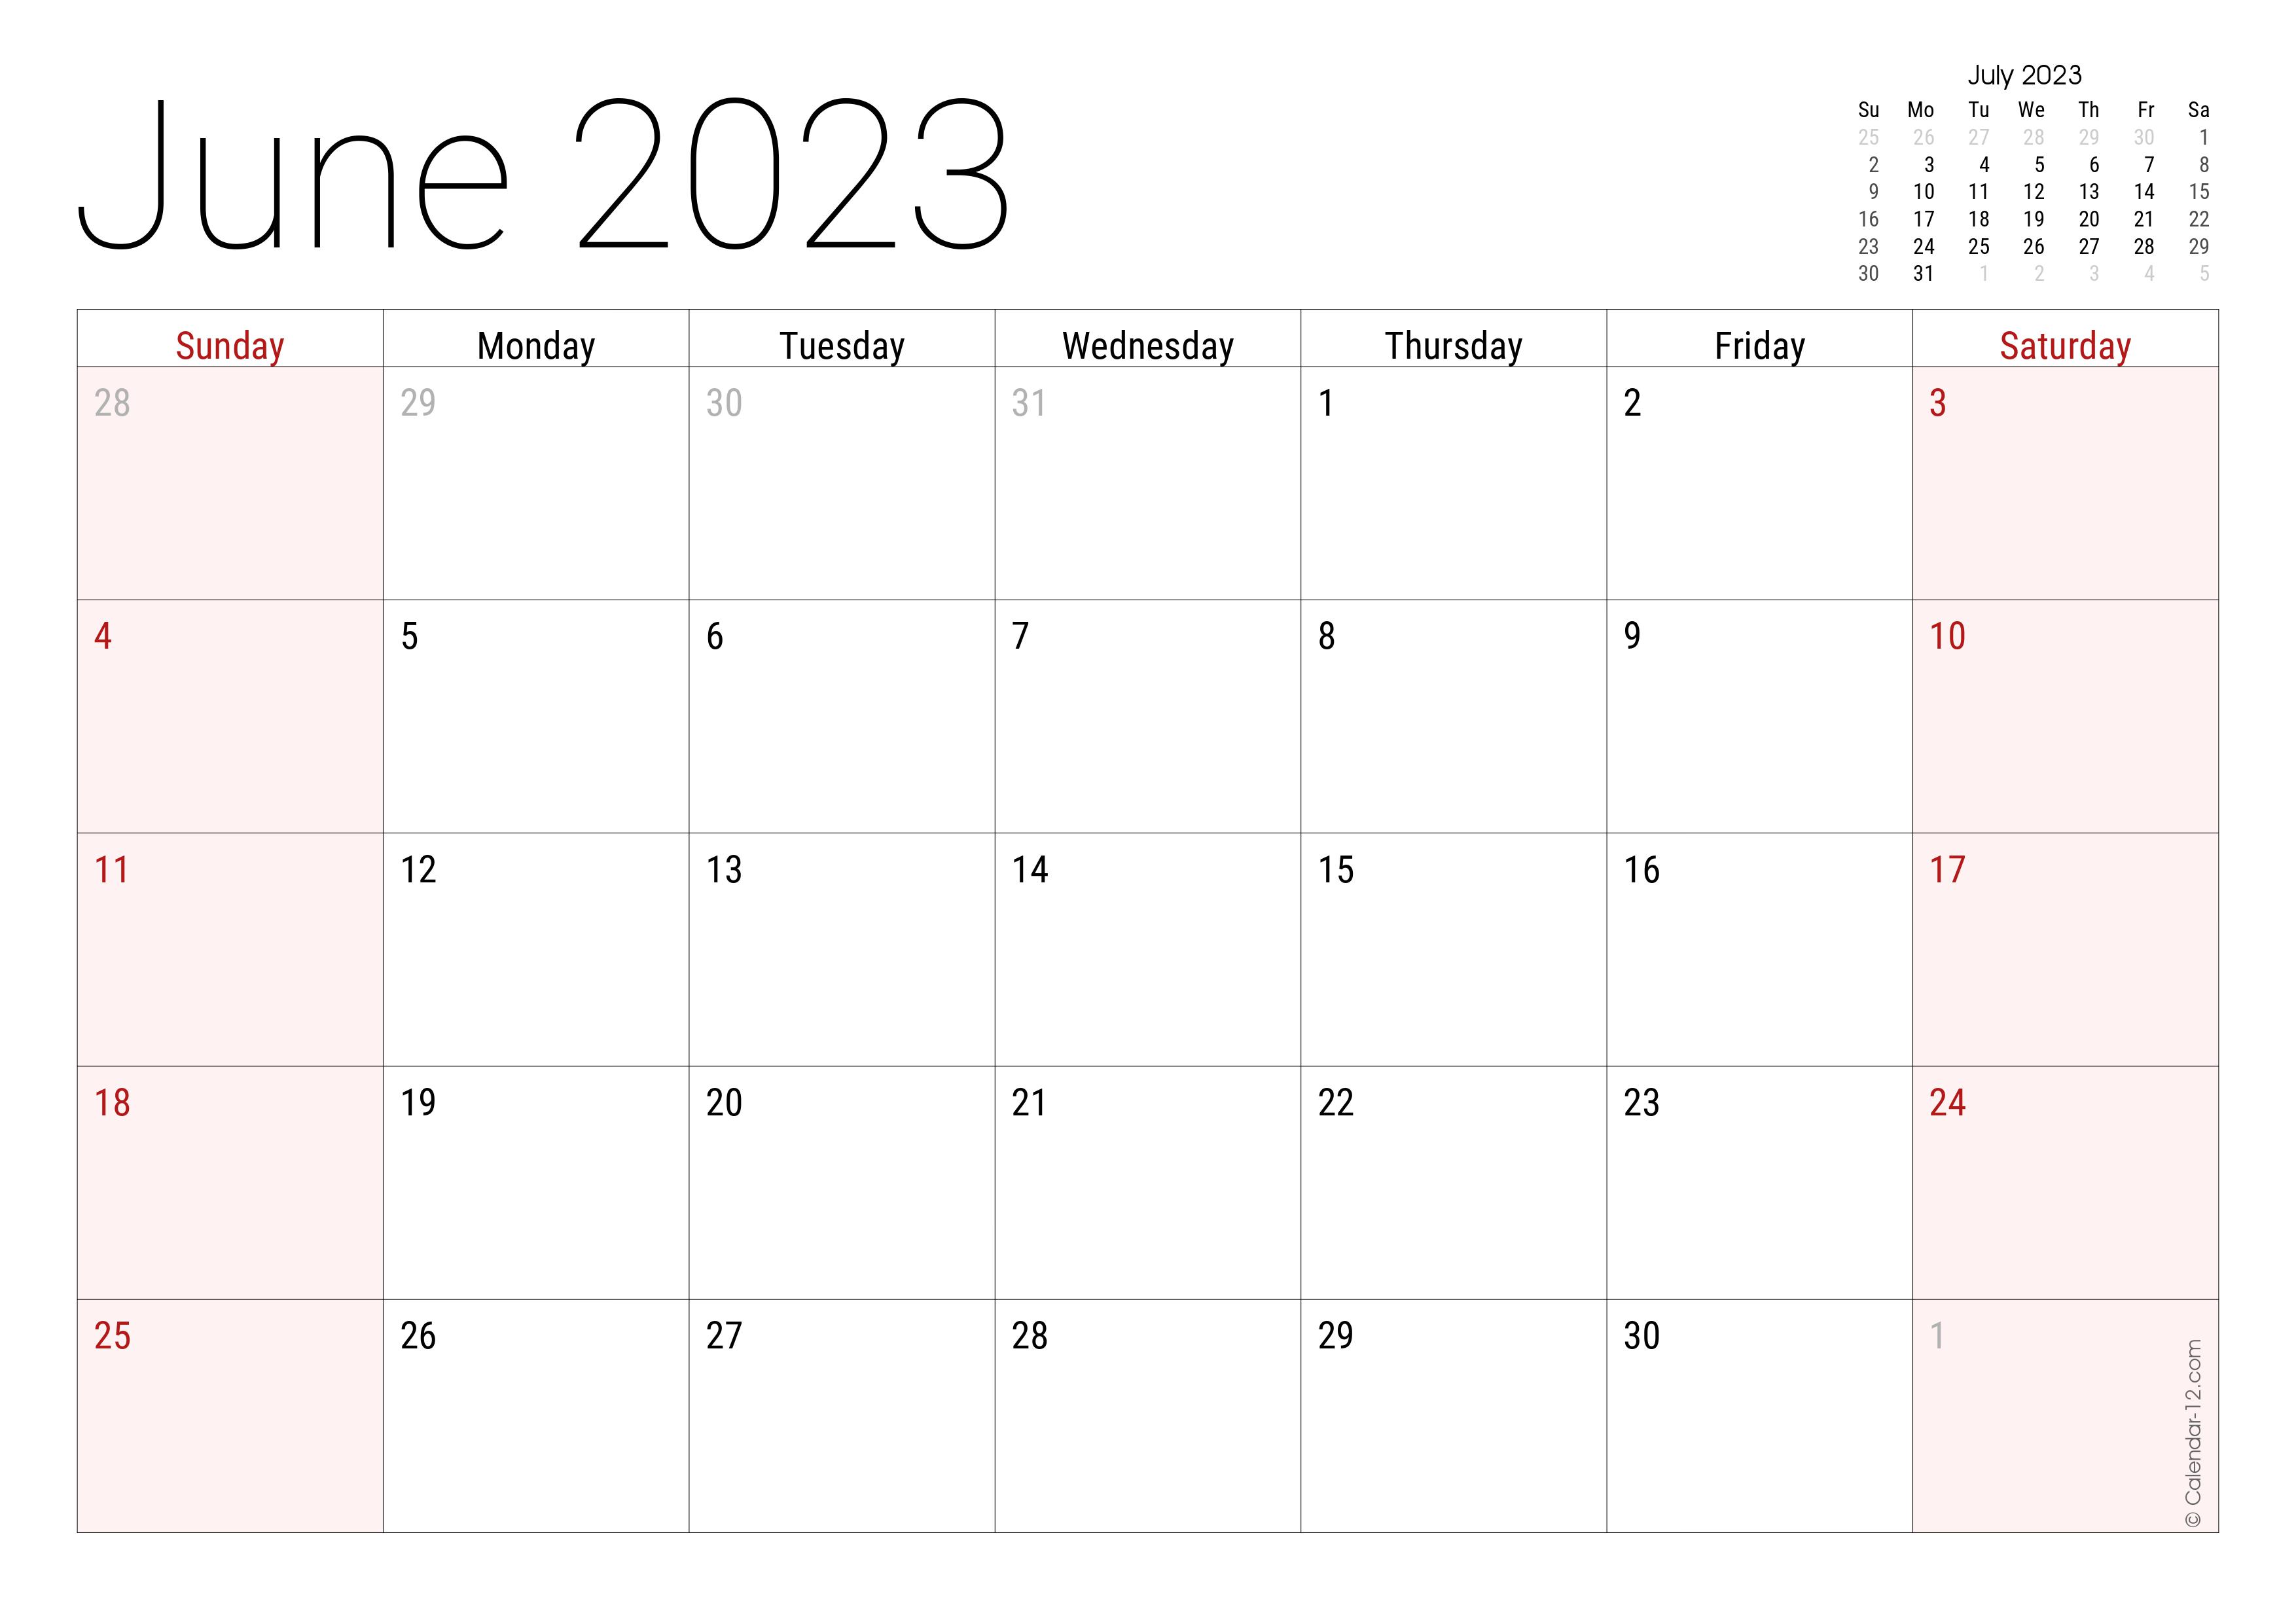 June 2023
July 2023
Su Mo Tu We Th Fr Sa
25 26 27 28 29 30 1
2 3 4 5 6 7 8
9 10 11 12 13 14 15
16 17 18 19 20 21 22
23 24 25 26 27 28 29
30 31 1 2 3 4 5
Sunday Monday Tuesday Wednesday Thursday Friday Saturday
28 29 30 31 1 2 3
4 5 6 7 8 9 10
11 12 13 14 15 16 17
18 19 20 21 22 23 24
25 26 27 28 29 30 1
© Calendar-12.com